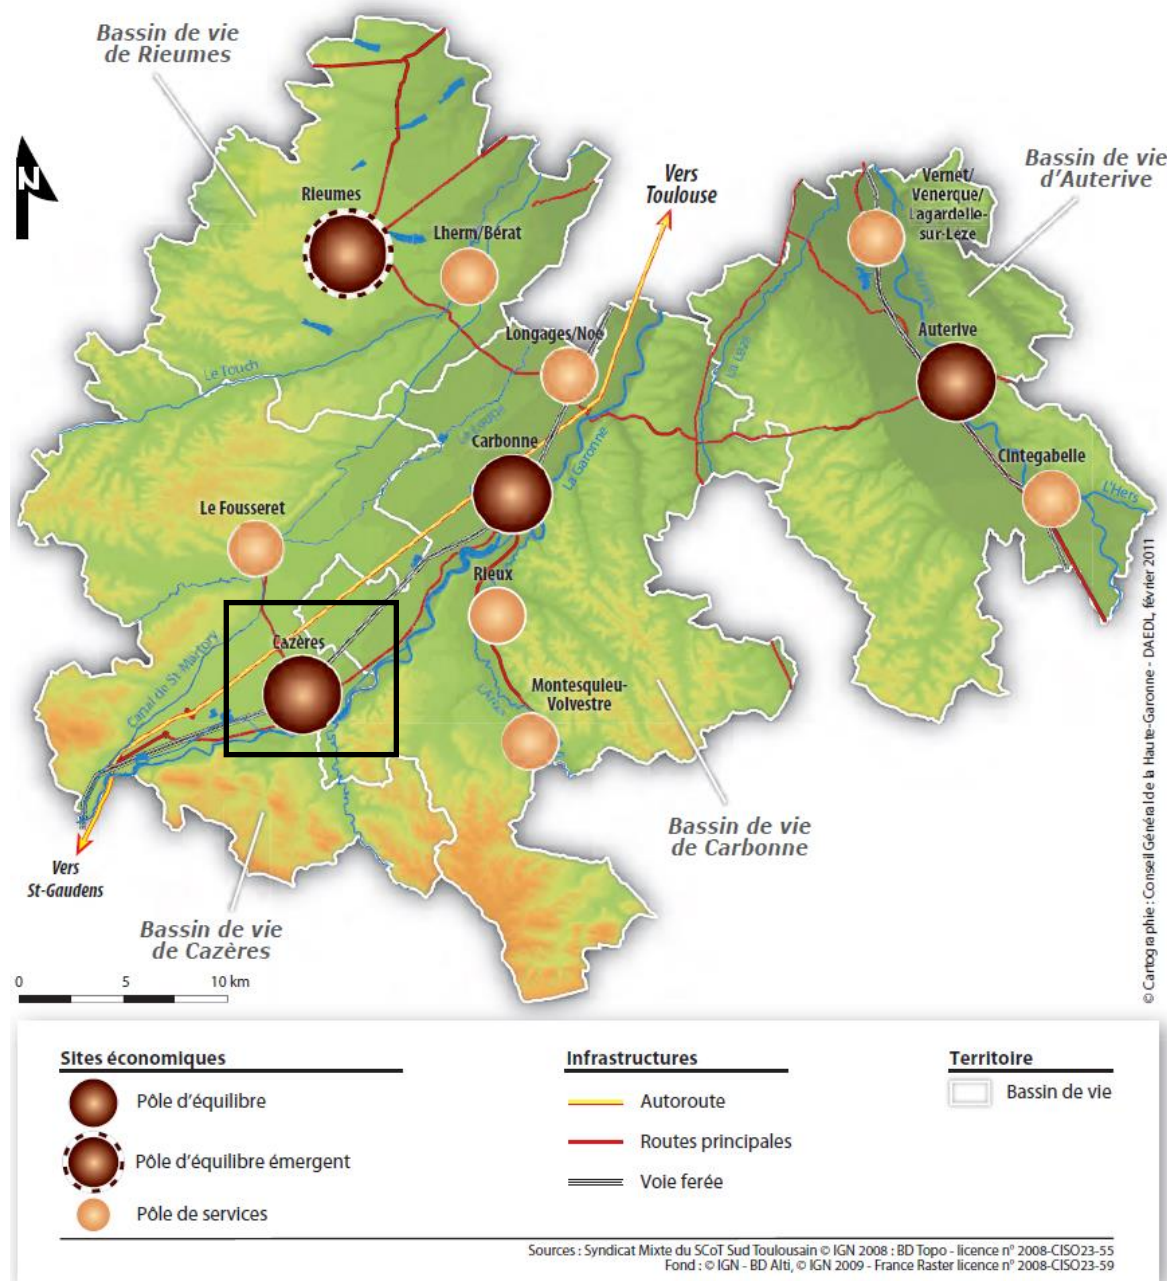 Bassin de vie
de Rieumes
N
Rieumes
Lherm/Bérat
Vers
Toulouse
Vernet/
Venerque/
Lagardelle-
sur-Lèze
Bassin de vie
d'Auterive
Longages/Noé
Auterive
Le Touch
La Lèze
Carbonne
La Garonne
Cintegabelle
L'Hers
Le Fousseret
Rieux
Cazères
Canal de St Martory
Montesquieu-
Volvestre
Bassin de vie
de Carbonne
Vers
St-Gaudens
Bassin de vie
de Cazères
0 5 10 km
© Cartographie : Conseil Général de la Haute-Garonne - DAEDL, février 2011
Sites économiques
Pôle d'équilibre
Pôle d'équilibre émergent
Pôle de services
Infrastructures
Autoroute
Routes principales
Voie ferée
Territoire
Bassin de vie
Sources : Syndicat Mixte du SCoT Sud Toulousain © IGN 2008 : BD Topo - licence n° 2008-CISO23-55
Fond : © IGN - BD Alti, © IGN 2009 - France Raster licence n° 2008-CISO23-59